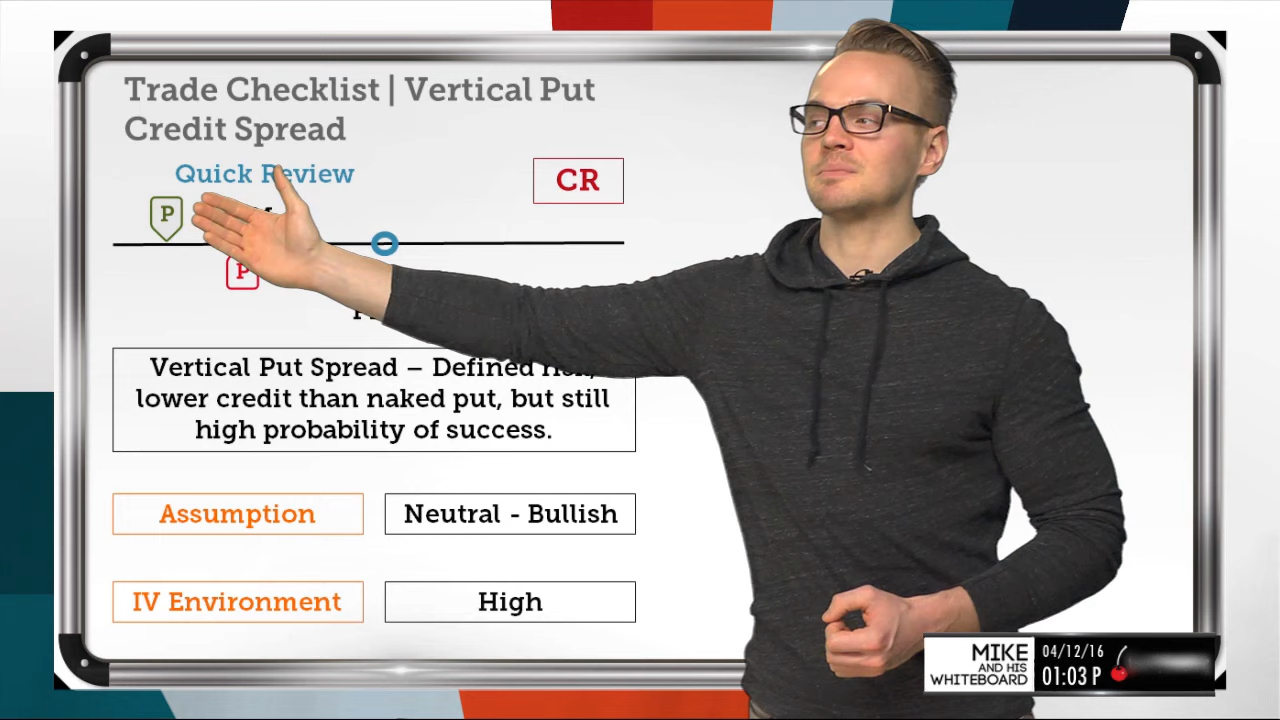 Trade Checklist | Vertical Put
Credit Spread
Quick Review
CR
P
P
Vertical Put Spread – Defined risk,
lower credit than naked put, but still
high probability of success.
Assumption
Neutral - Bullish
IV Environment
High
MIKE
AND HIS
WHITEBOARD
04/12/16
01:03 P